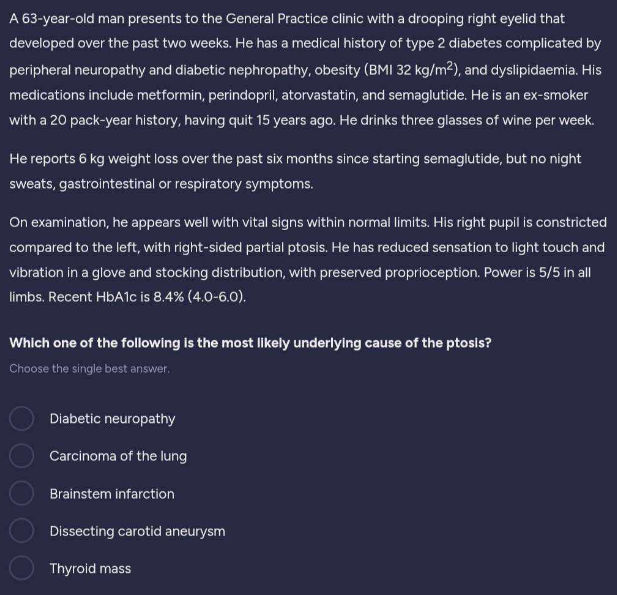 A 63-year-old man presents to the General Practice clinic with a drooping right eyelid that
developed over the past two weeks. He has a medical history of type 2 diabetes complicated by
peripheral neuropathy and diabetic nephropathy, obesity (BMI 32 kg/m²), and dyslipidaemia. His
medications include metformin, perindopril, atorvastatin, and semaglutide. He is an ex-smoker
with a 20 pack-year history, having quit 15 years ago. He drinks three glasses of wine per week.
He reports 6 kg weight loss over the past six months since starting semaglutide, but no night
sweats, gastrointestinal or respiratory symptoms.
On examination, he appears well with vital signs within normal limits. His right pupil is constricted
compared to the left, with right-sided partial ptosis. He has reduced sensation to light touch and
vibration in a glove and stocking distribution, with preserved proprioception. Power is 5/5 in all
limbs. Recent HbA1c is 8.4% (4.0-6.0).
Which one of the following is the most likely underlying cause of the ptosis?
Choose the single best answer.
Diabetic neuropathy
Carcinoma of the lung
Brainstem infarction
Dissecting carotid aneurysm
Thyroid mass